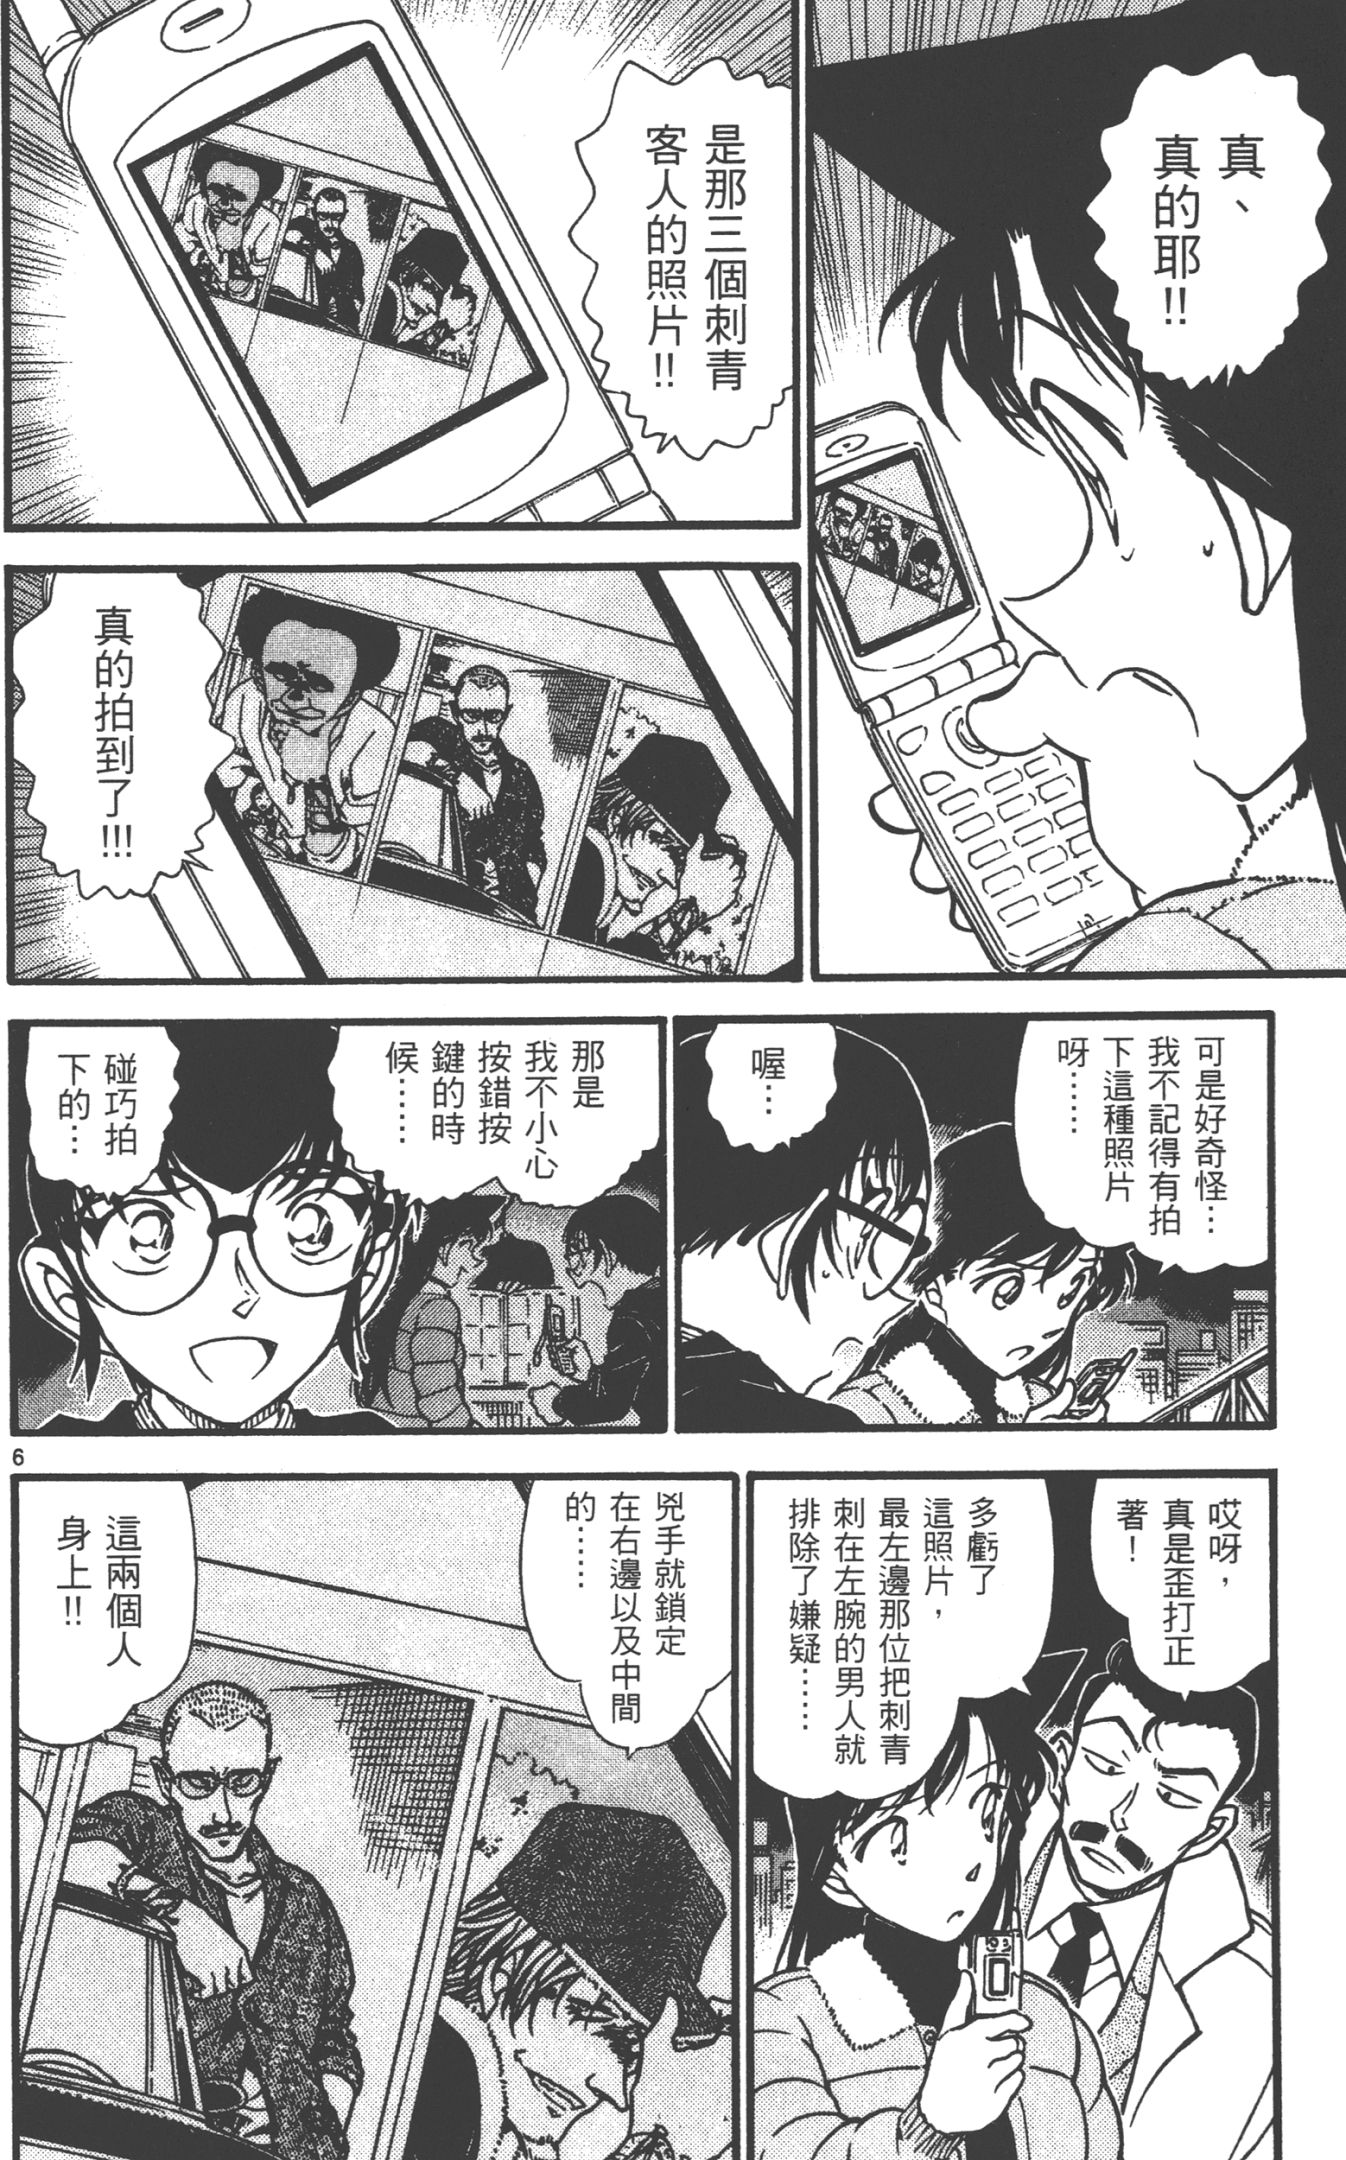 真、
真的耶!!
是那三個刺青
客人的照片!!
真的拍到了!!!
可是好奇怪…
我不記得有拍
下這種照片
呀……
喔…
那是
我不小心
按錯按
鍵的時
候……
碰巧拍
下的…
6
哎呀，
真是歪打正
著！
多虧了
這照片，
最左邊那位把刺青
刺在左腕的男人就
排除了嫌疑……
兇手就鎖定
在右邊以及中間
的……
這兩個人
身上!!